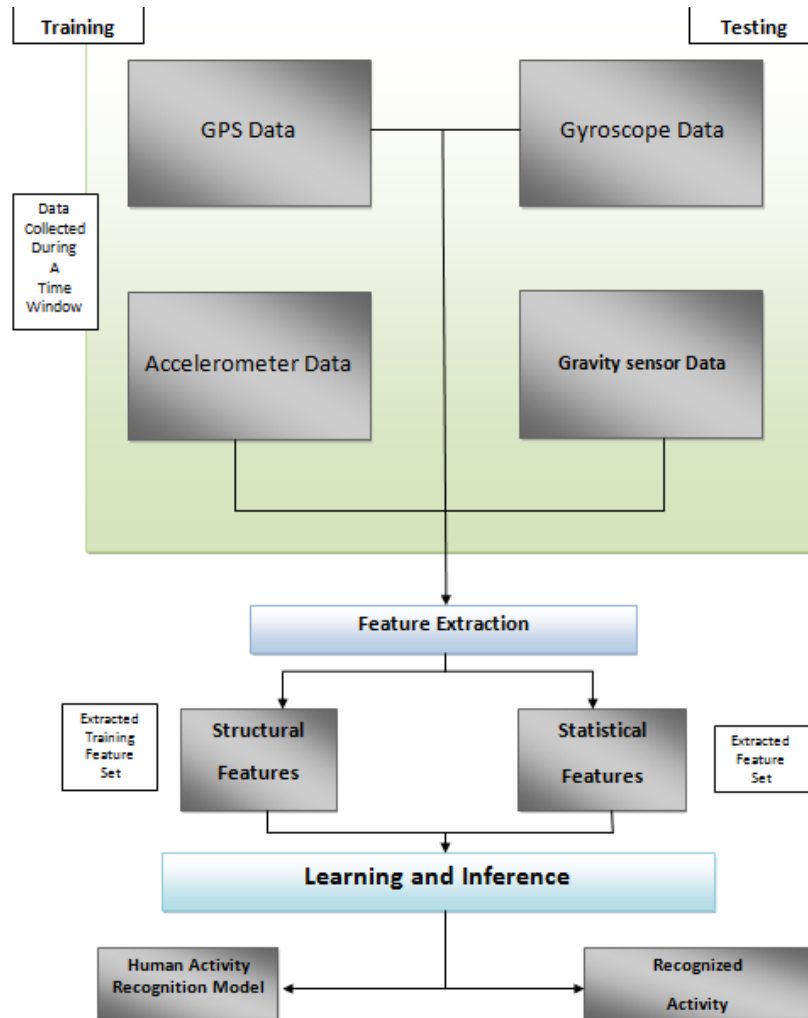 Training
Testing
GPS Data
Gyroscope Data
Data
Collected
During
A
Time
Window
Accelerometer Data
Gravity sensor Data
Feature Extraction
Extracted
Training
Feature
Set
Structural
Features
Statistical
Features
Extracted
Feature
Set
Learning and Inference
Human Activity
Recognition Model
Recognized
Activity